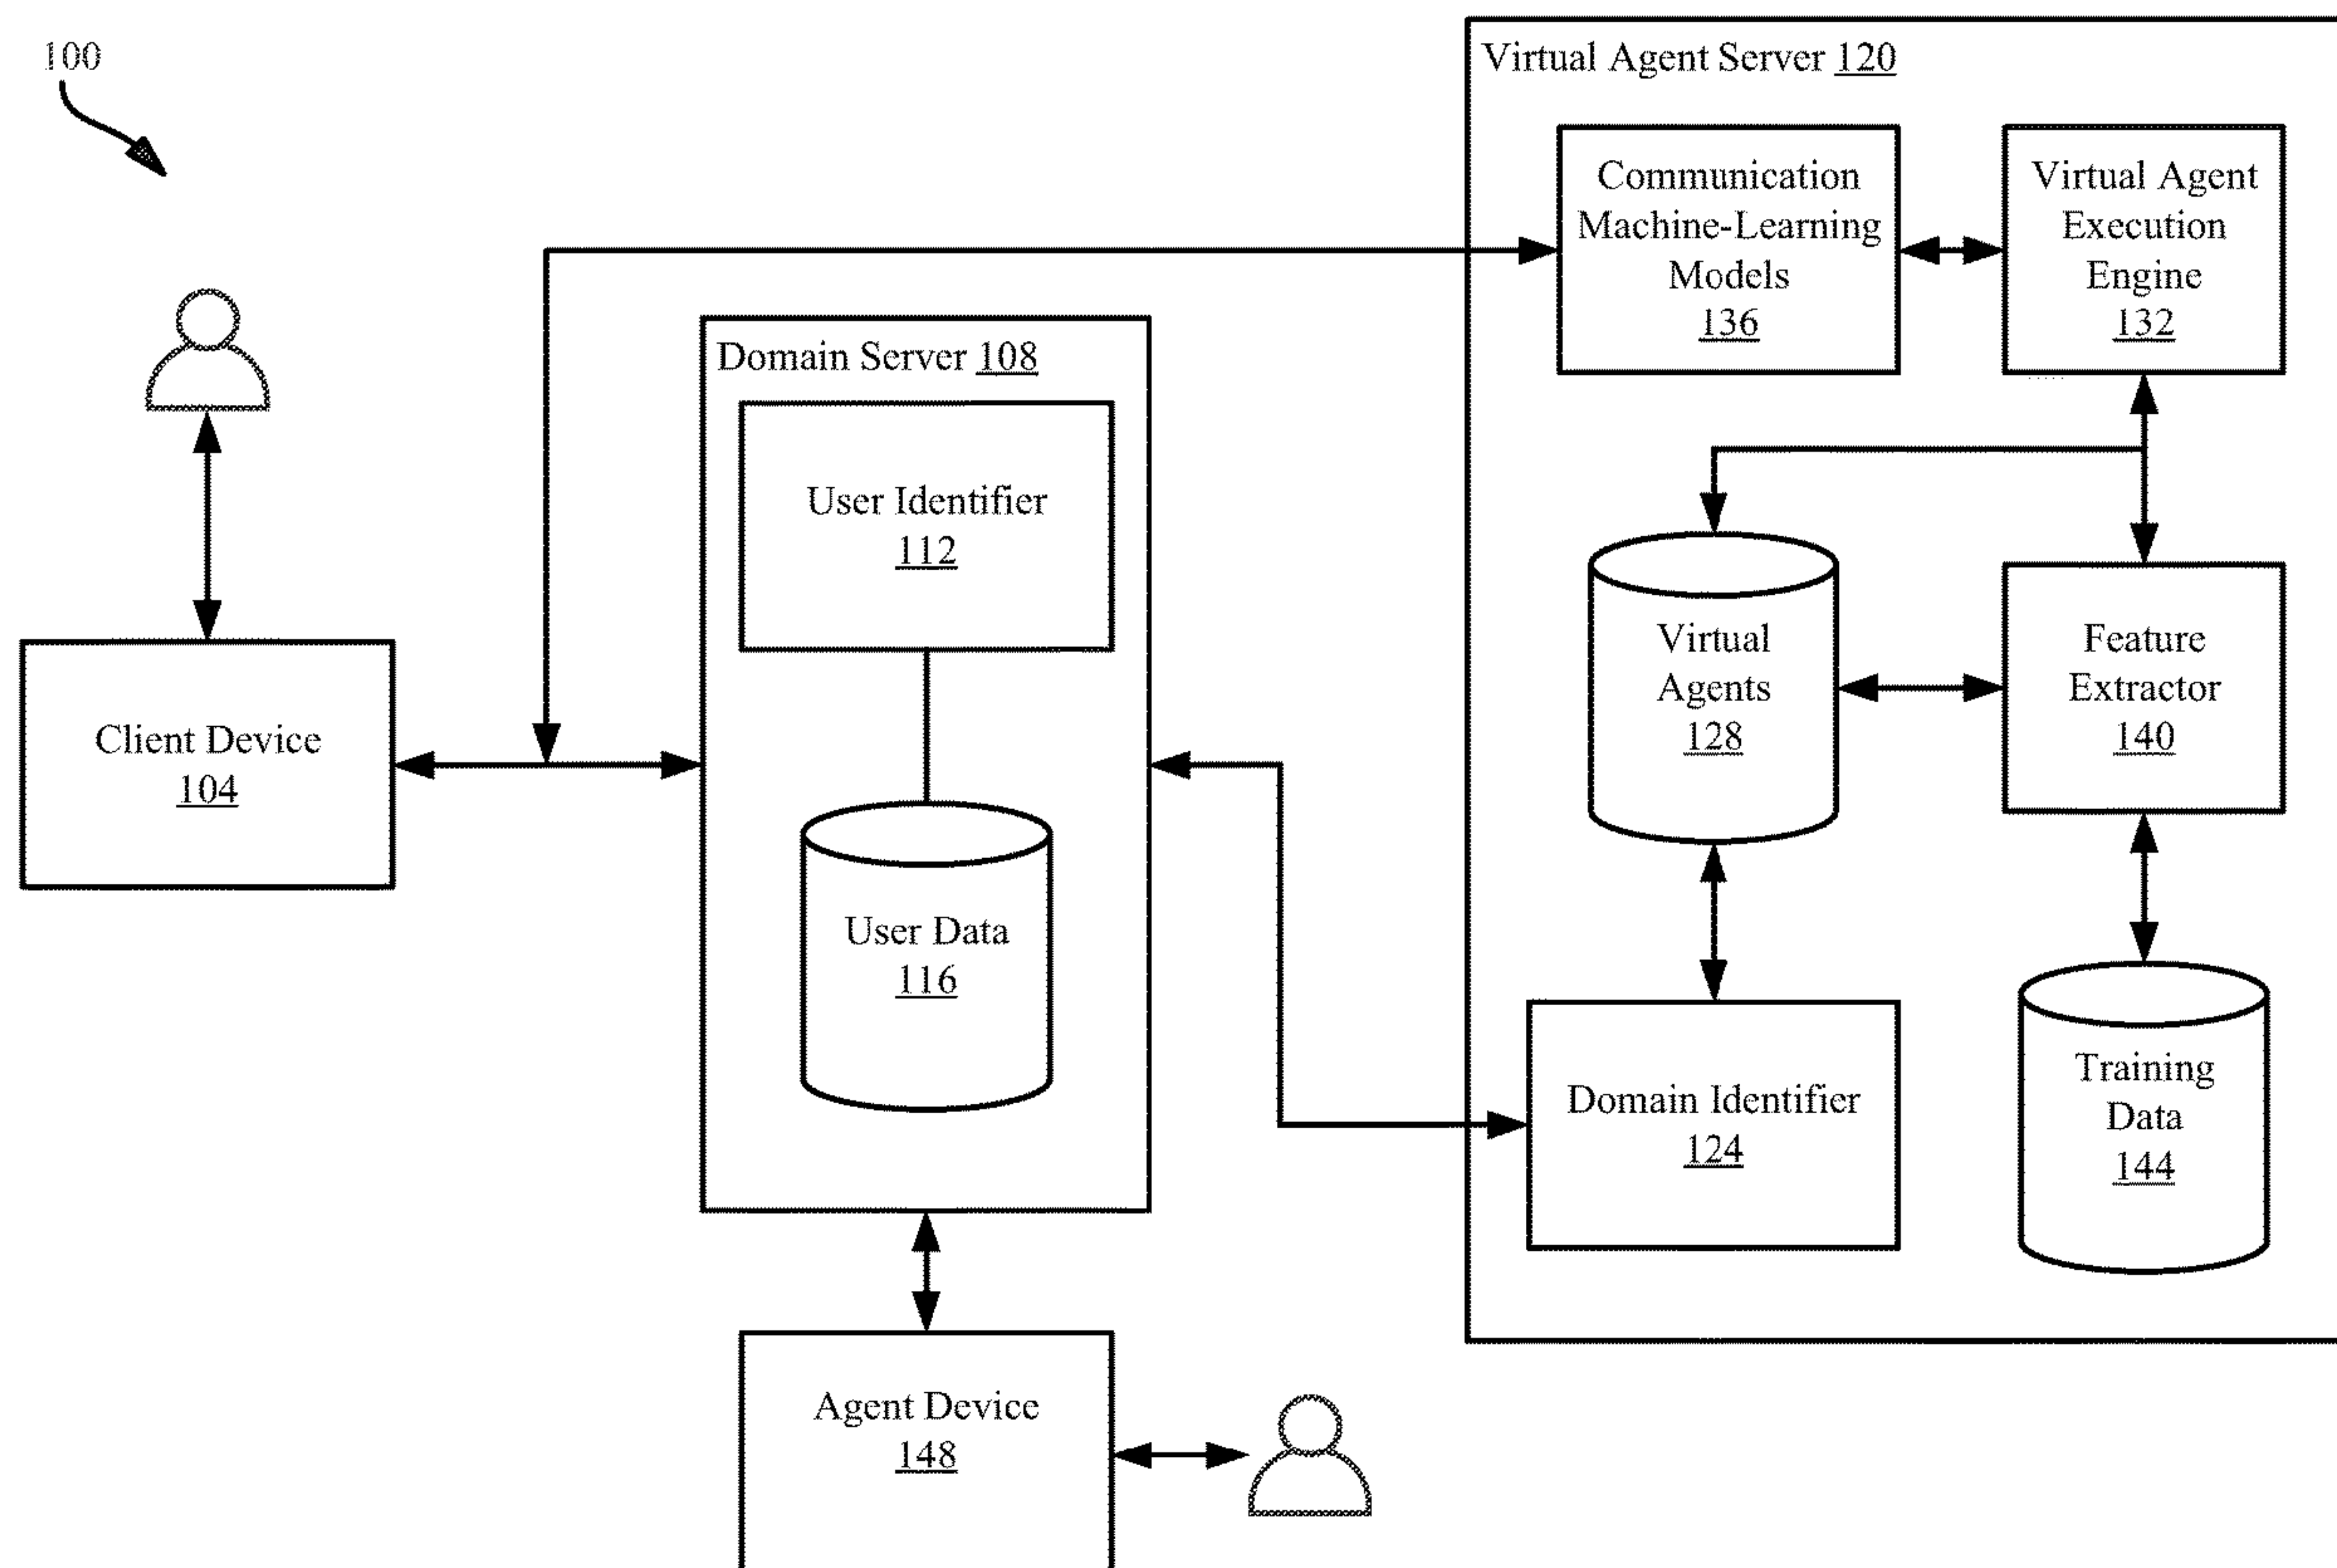 100
Virtual Agent Server 120
Communication
Machine-Learning
Models
136
Virtual Agent
Execution
Engine
132
Domain Server 108
User Identifier
112
Client Device
104
User Data
116
Virtual
Agents
128
Feature
Extractor
140
Domain Identifier
124
Training
Data
144
Agent Device
148